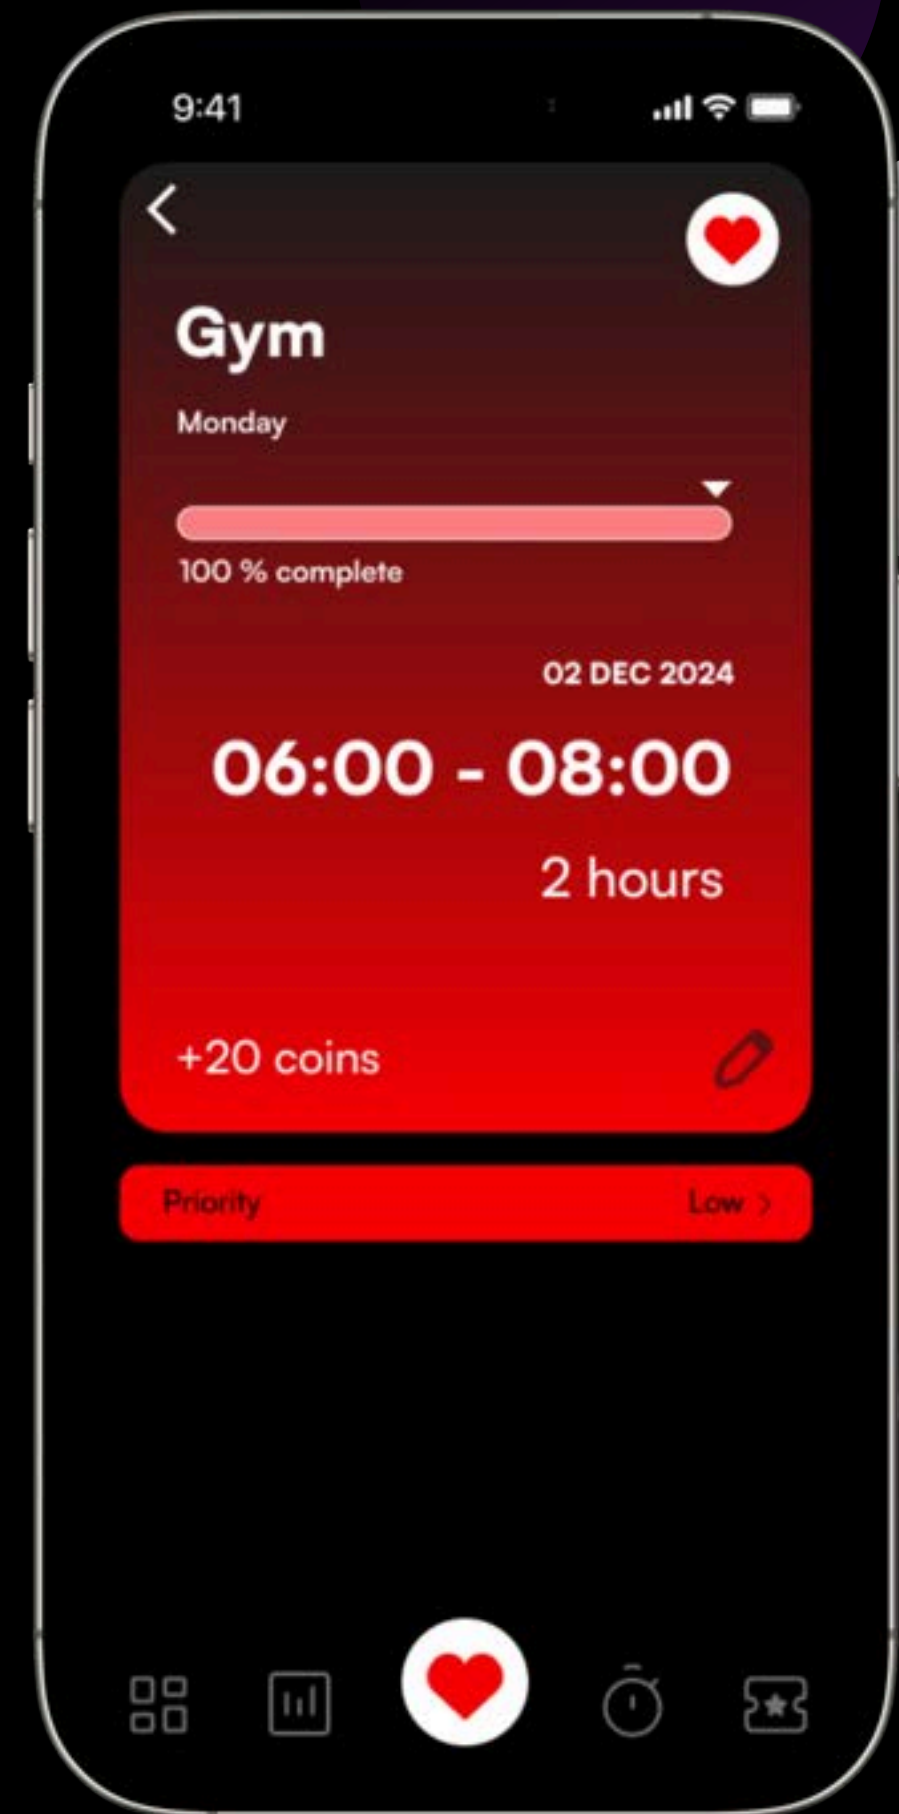 9:41
Gym
Monday
100 % complete
02 DEC 2024
06:00 - 08:00
2 hours
+20 coins
Priority Low >